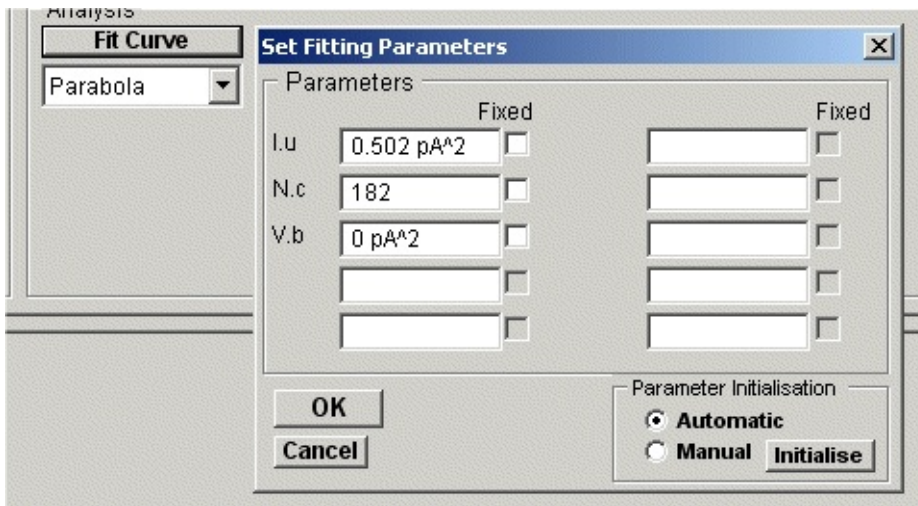 Analysis
Fit Curve
Parabola
Set Fitting Parameters
Parameters
Fixed Fixed
I.u 0.502 pA^2
N.c 182
V.b 0 pA^2
OK
Cancel
Parameter Initialisation
Automatic
Manual Initialise